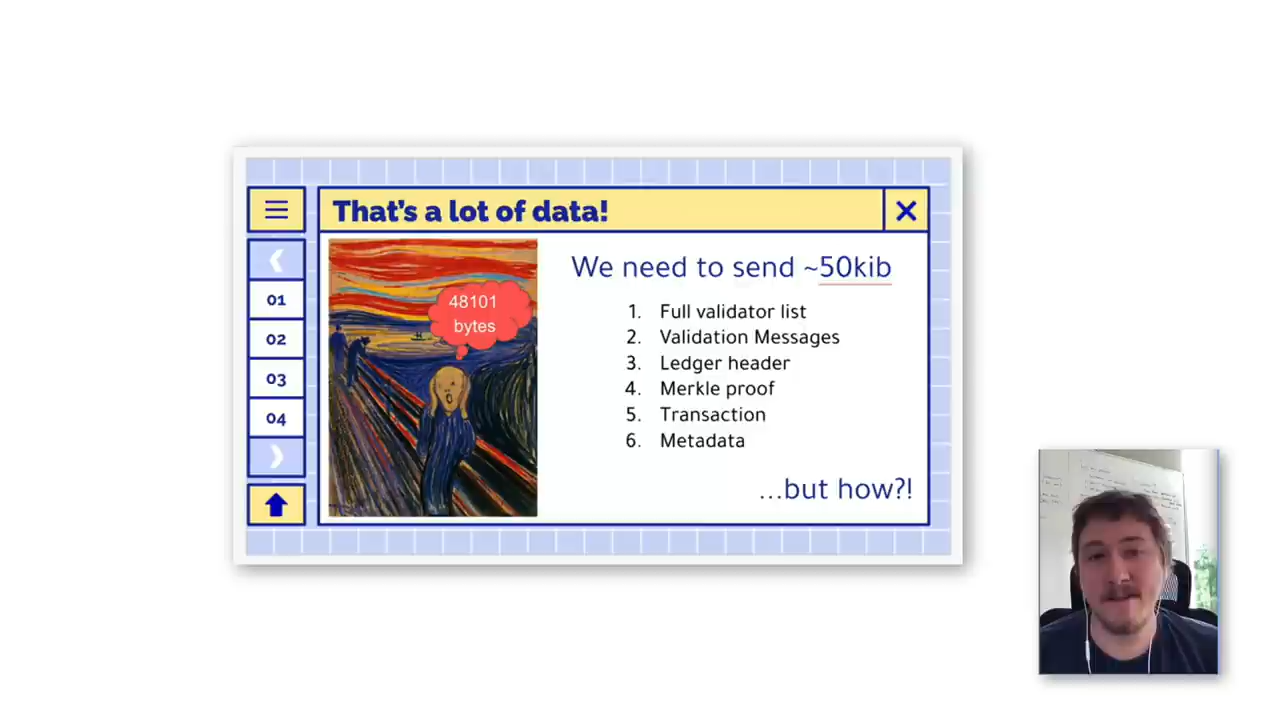 That's a lot of data!
01
02
03
04
48101
bytes
We need to send ~50kib
1. Full validator list
2. Validation Messages
3. Ledger header
4. Merkle proof
5. Transaction
6. Metadata
...but how?!